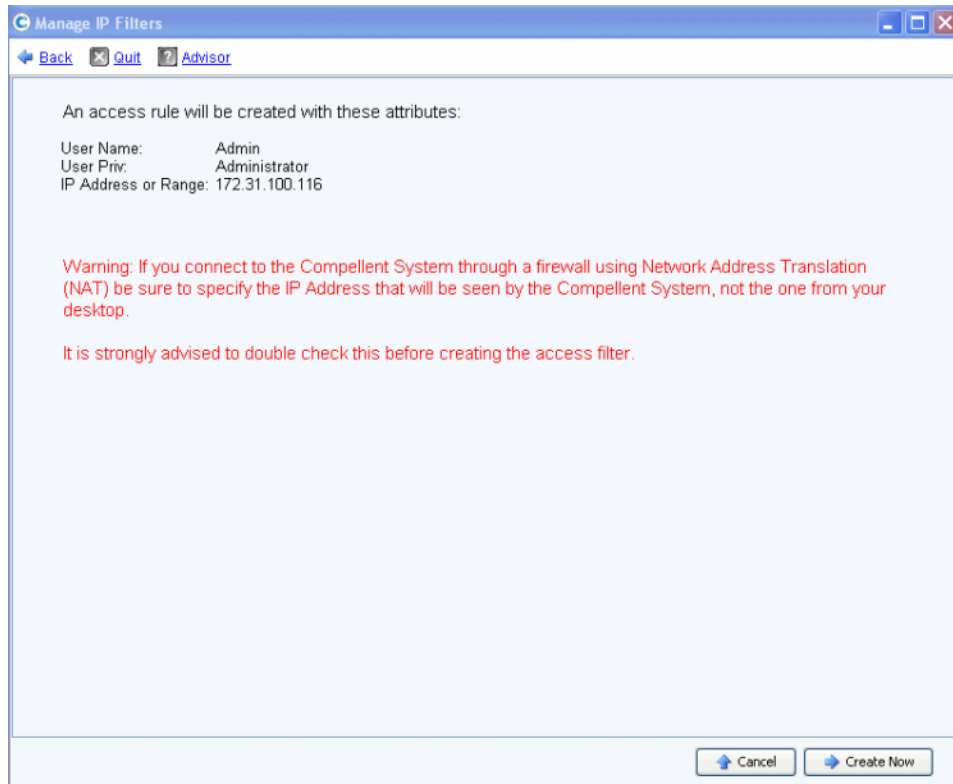 Manage IP Filters
Back Quit ? Advisor
An access rule will be created with these attributes:
User Name: Admin
User Priv: Administrator
IP Address or Range: 172.31.100.116
Warning: If you connect to the Compellent System through a firewall using Network Address Translation
(NAT) be sure to specify the IP Address that will be seen by the Compellent System, not the one from your
desktop.
It is strongly advised to double check this before creating the access filter.
Cancel Create Now